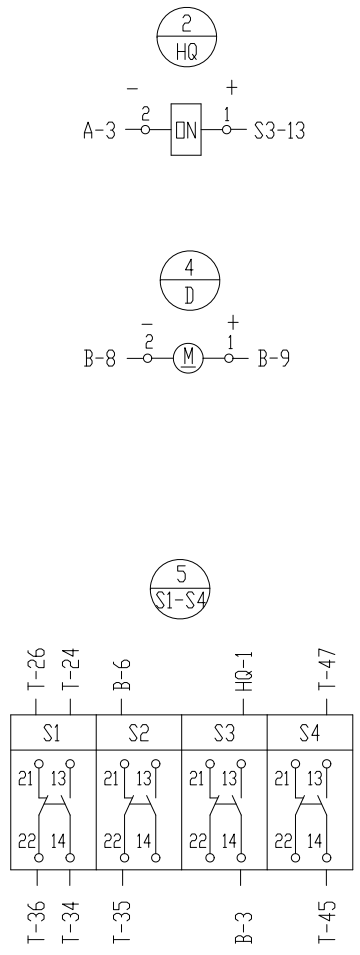 2
HQ
- +
A-3 2 ON 1 S3-13
4
D
- +
B-8 2 M 1 B-9
5
S1-S4
T-26 T-24 B-6 HQ-1 T-47
S1 S2 S3 S4
21 13 21 13 21 13 21 13
22 14 22 14 22 14 22 14
T-36 T-34 T-35 B-3 T-45